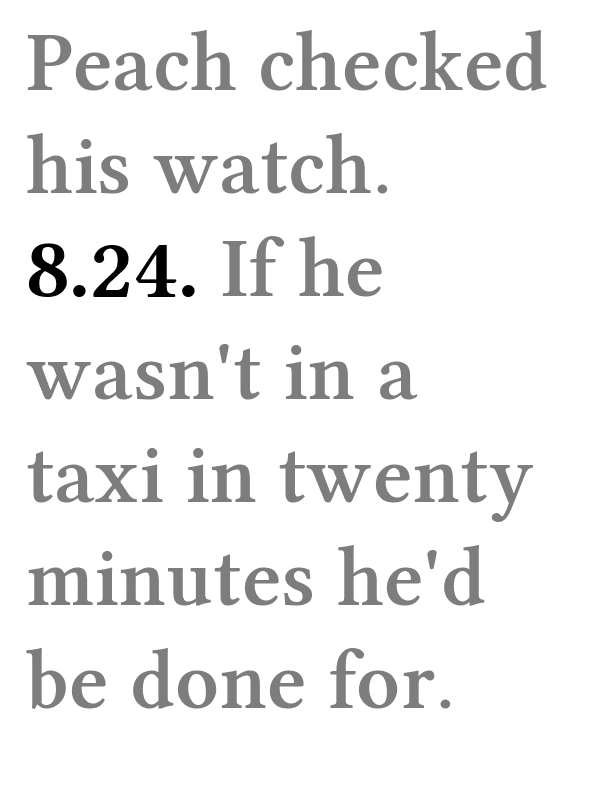 Peach checked
his watch.
8.24. If he
wasn't in a
taxi in twenty
minutes he'd
be done for.